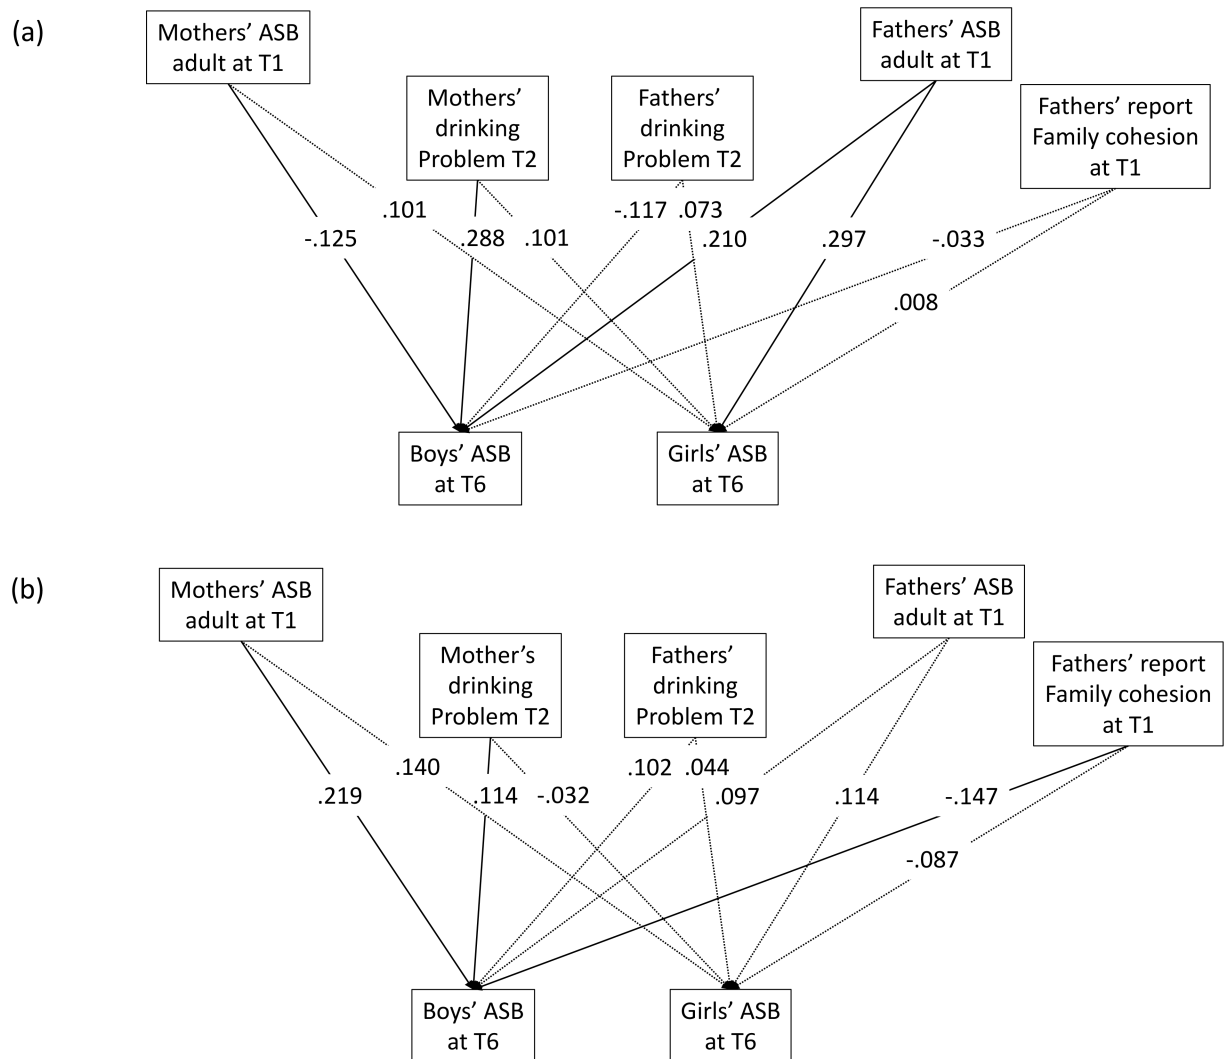 (a)
Mothers’ ASB
adult at T1
Mothers’
drinking
Problem T2
Fathers’
drinking
Problem T2
Fathers’ ASB
adult at T1
Fathers’ report
Family cohesion
at T1
.101
-.125
.288
.101
-.117
.073
.210
.297
-.033
.008
Boys’ ASB
at T6
Girls’ ASB
at T6
(b)
Mothers’ ASB
adult at T1
Mother’s
drinking
Problem T2
Fathers’
drinking
Problem T2
Fathers’ ASB
adult at T1
Fathers’ report
Family cohesion
at T1
.140
.219
.114
-.032
.102
.044
.097
.114
-.147
-.087
Boys’ ASB
at T6
Girls’ ASB
at T6